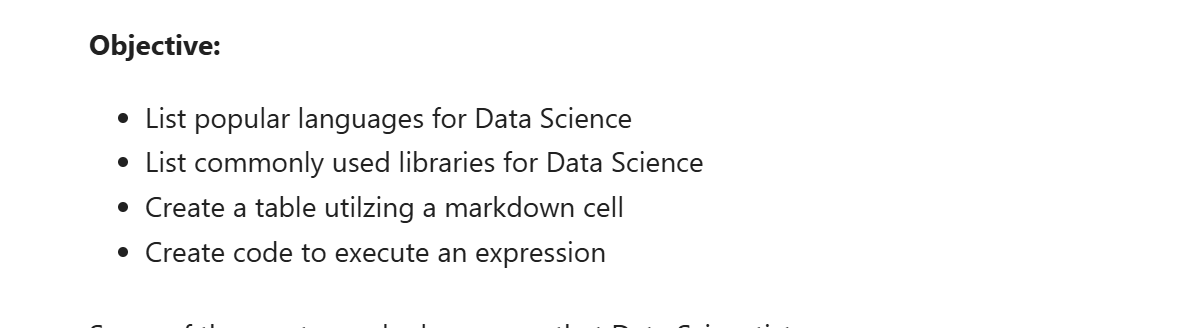 Objective:
• List popular languages for Data Science
• List commonly used libraries for Data Science
• Create a table utilzing a markdown cell
• Create code to execute an expression